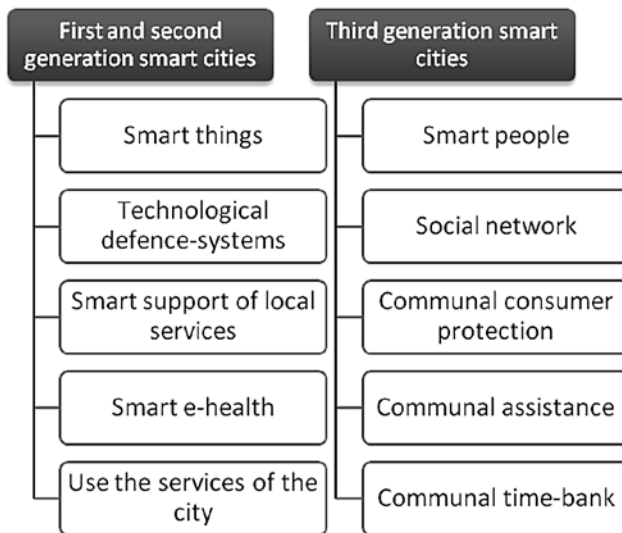 First and second
generation smart cities
Smart things
Technological
defence-systems
Smart support of local
services
Smart e-health
Use the services of the
city
Third generation smart
cities
Smart people
Social network
Communal consumer
protection
Communal assistance
Communal time-bank